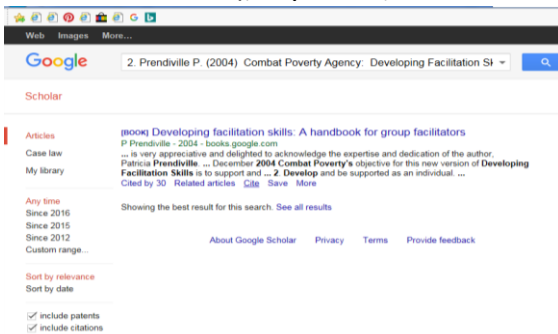 Web Images More...
Google
2. Prendiville P. (2004) Combat Poverty Agency: Developing Facilitation Sk
Scholar
Articles
Case law
My library
Any time
Since 2016
Since 2015
Since 2012
Custom range...
Sort by relevance
Sort by date
include patents
include citations
[BOOK] Developing facilitation skills: A handbook for group facilitators
P Prendiville - 2004 - books.google.com
... is very appreciative and delighted to acknowledge the expertise and dedication of the author,
Patricia Prendiville. ... December 2004 Combat Poverty's objective for this new version of Developing
Facilitation Skills is to support and ... 2. Develop and be supported as an individual. ...
Cited by 30 Related articles Cite Save More
Showing the best result for this search. See all results
About Google Scholar Privacy Terms Provide feedback